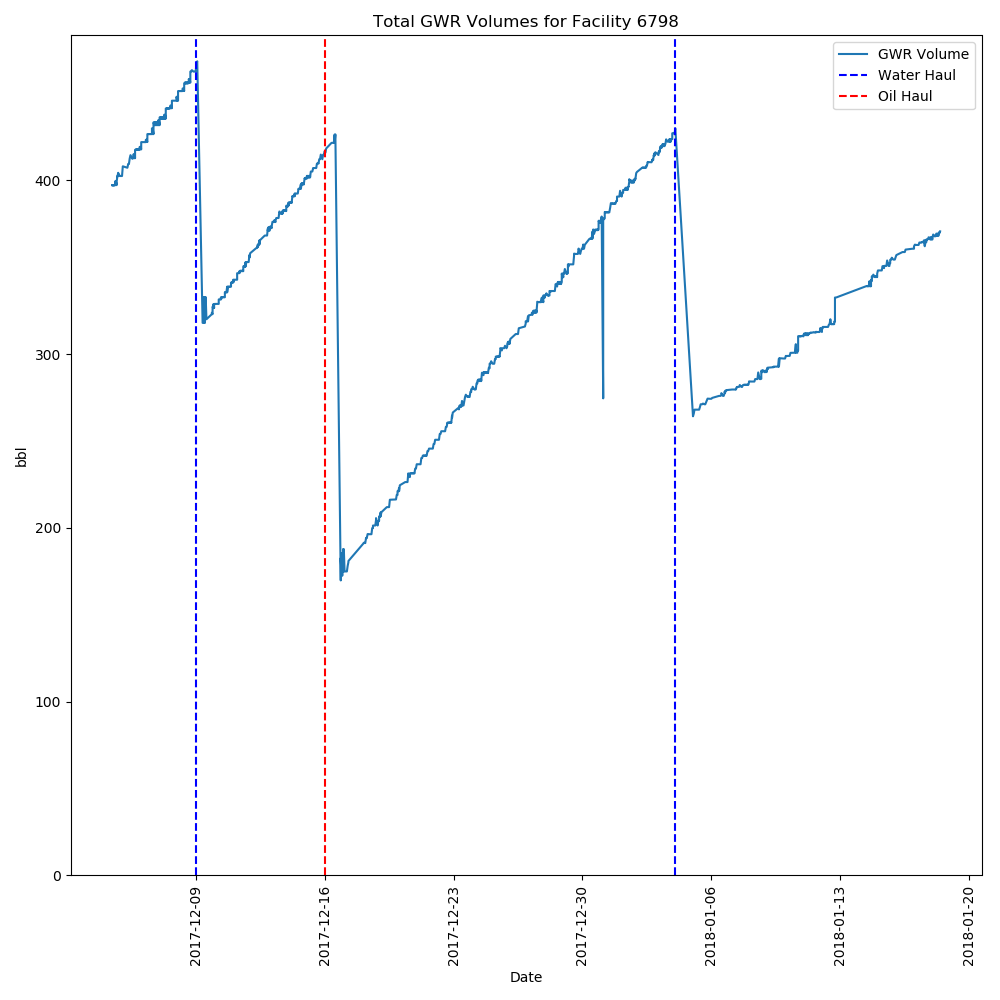 Total GWR Volumes for Facility 6798
GWR Volume
Water Haul
Oil Haul
400
300
200
100
0
bbl
2017-12-09
2017-12-16
2017-12-23
2017-12-30
2018-01-06
2018-01-13
2018-01-20
Date